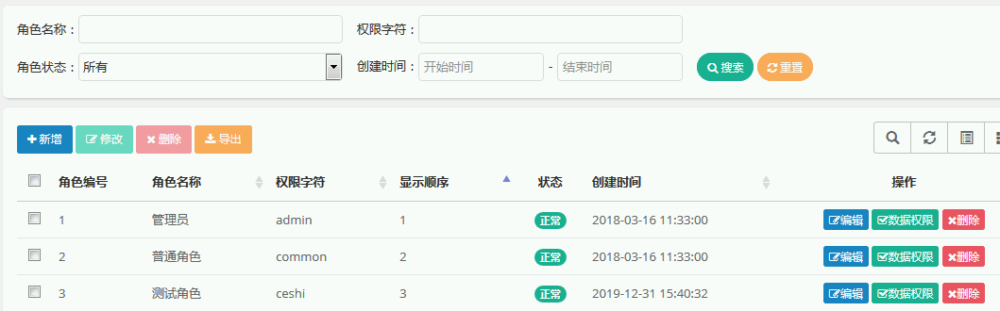 角色名称： 权限字符：
角色状态： 所有 创建时间： 开始时间 - 结束时间 搜索 重置
新增 修改 删除 导出
角色编号 角色名称 权限字符 显示顺序 状态 创建时间 操作
1 管理员 admin 1 正常 2018-03-16 11:33:00 编辑 数据权限 删除
2 普通角色 common 2 正常 2018-03-16 11:33:00 编辑 数据权限 删除
3 测试角色 ceshi 3 正常 2019-12-31 15:40:32 编辑 数据权限 删除